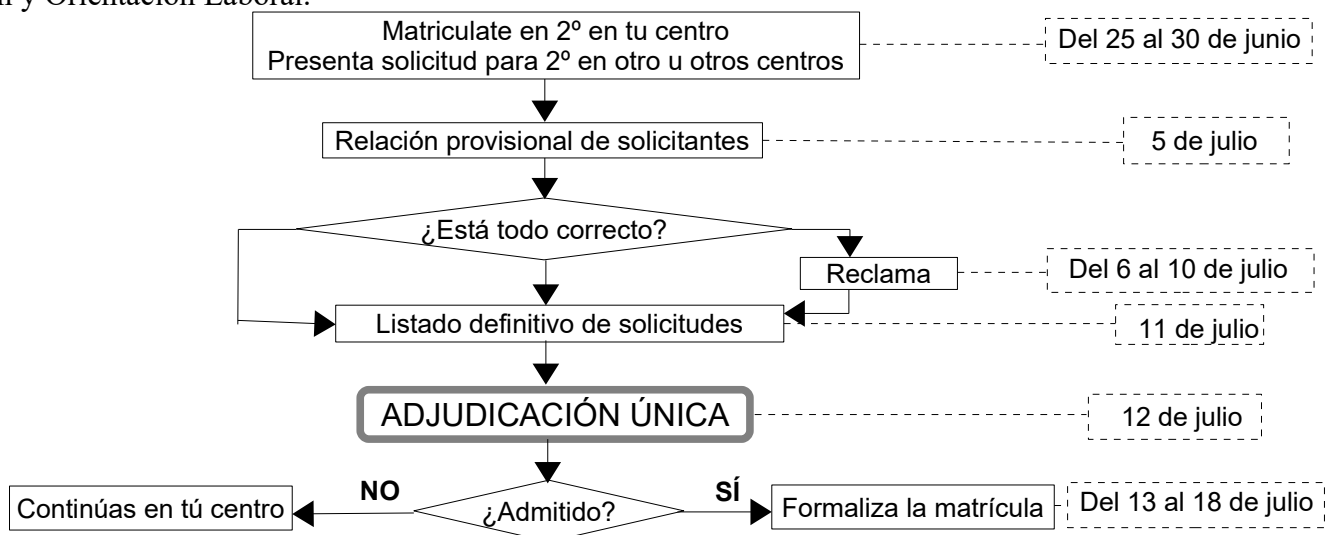 y Orientación Laboral.
Matriculate en 2º en tu centro
Presenta solicitud para 2º en otro u otros centros
Del 25 al 30 de junio
Relación provisional de solicitantes
5 de julio
¿Está todo correcto?
Reclama
Del 6 al 10 de julio
Listado definitivo de solicitudes
11 de julio
ADJUDICACIÓN ÚNICA
12 de julio
NO
SÍ
Continúas en tú centro
¿Admitido?
Formaliza la matrícula
Del 13 al 18 de julio